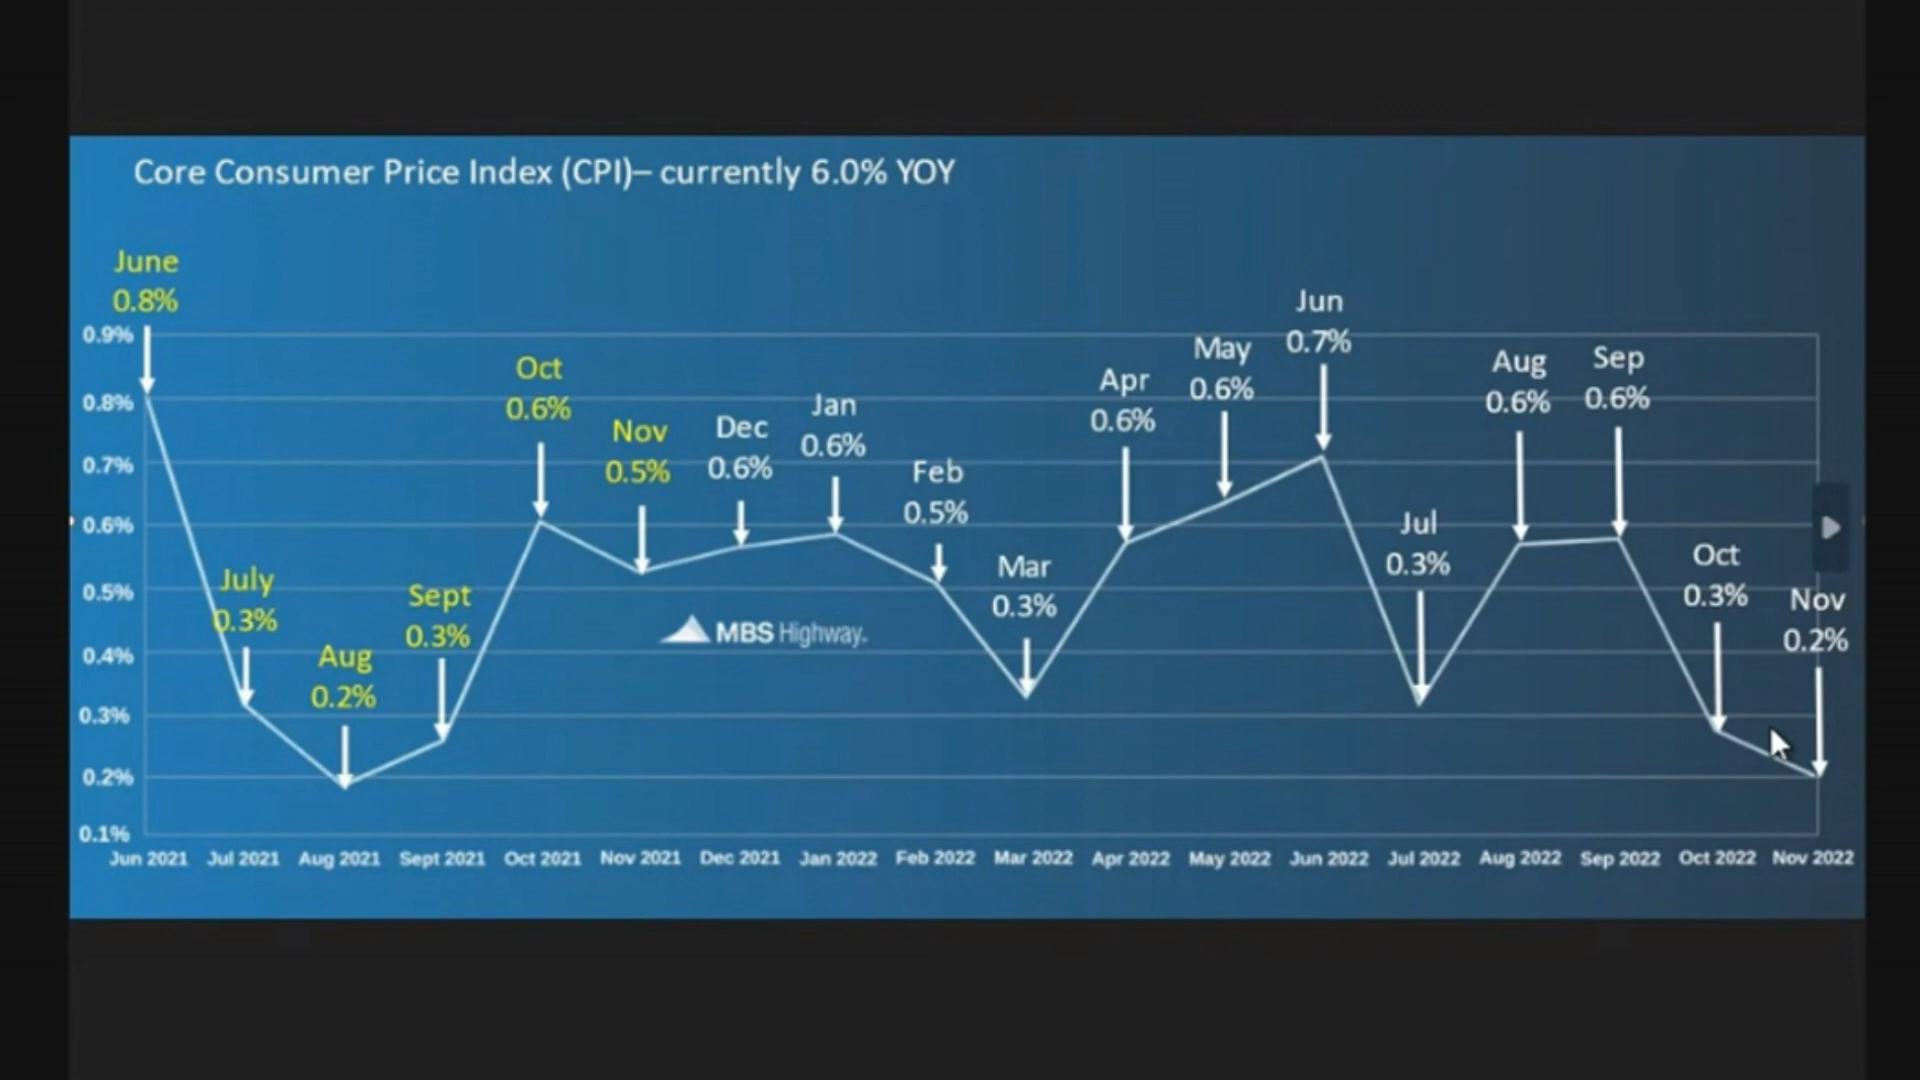 Core Consumer Price Index (CPI)– currently 6.0% YOY
June
0.8%
July
0.3%
Aug
0.2%
Sept
0.3%
Oct
0.6%
Nov
0.5%
Dec
0.6%
Jan
0.6%
Feb
0.5%
Mar
0.3%
Apr
0.6%
May
0.6%
Jun
0.7%
Jul
0.3%
Aug
0.6%
Sep
0.6%
Oct
0.3%
Nov
0.2%
0.9%
0.8%
0.7%
0.6%
0.5%
0.4%
0.3%
0.2%
0.1%
MBS Highway.
Jun 2021 Jul 2021 Aug 2021 Sept 2021 Oct 2021 Nov 2021 Dec 2021 Jan 2022 Feb 2022 Mar 2022 Apr 2022 May 2022 Jun 2022 Jul 2022 Aug 2022 Sep 2022 Oct 2022 Nov 2022